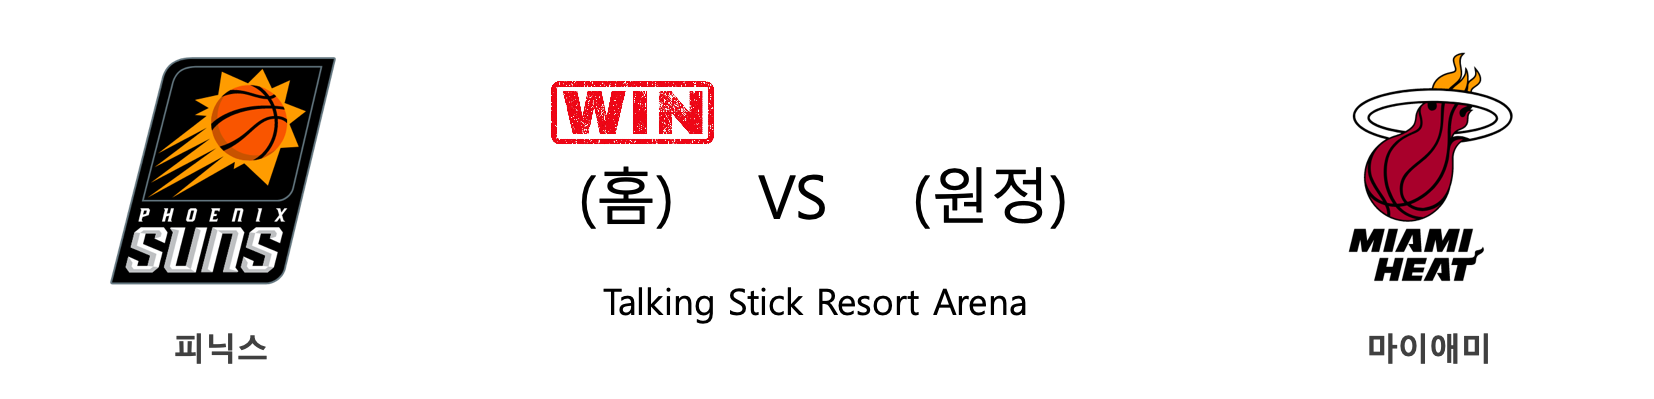 PHOENIX
SUNS
피닉스
WIN
(홈) VS (원정)
Talking Stick Resort Arena
MIAMI
HEAT
마이애미